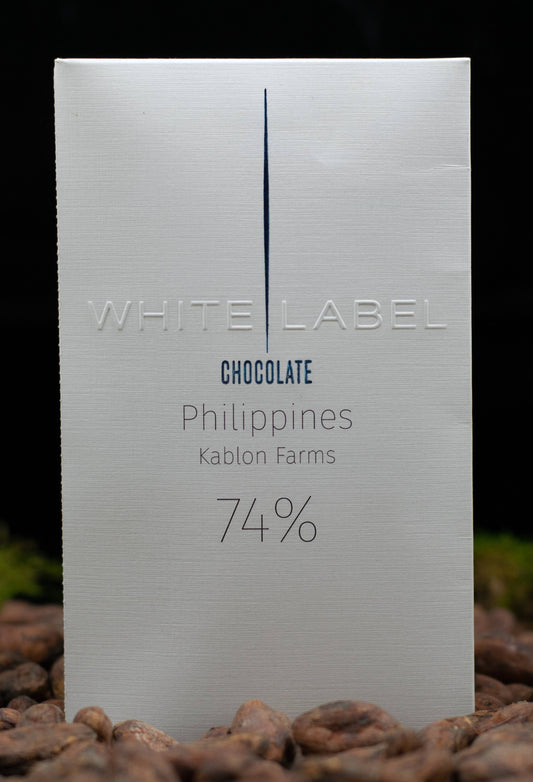 WHITE LABEL
CHOCOLATE
Philippines
Kablon Farms
74%